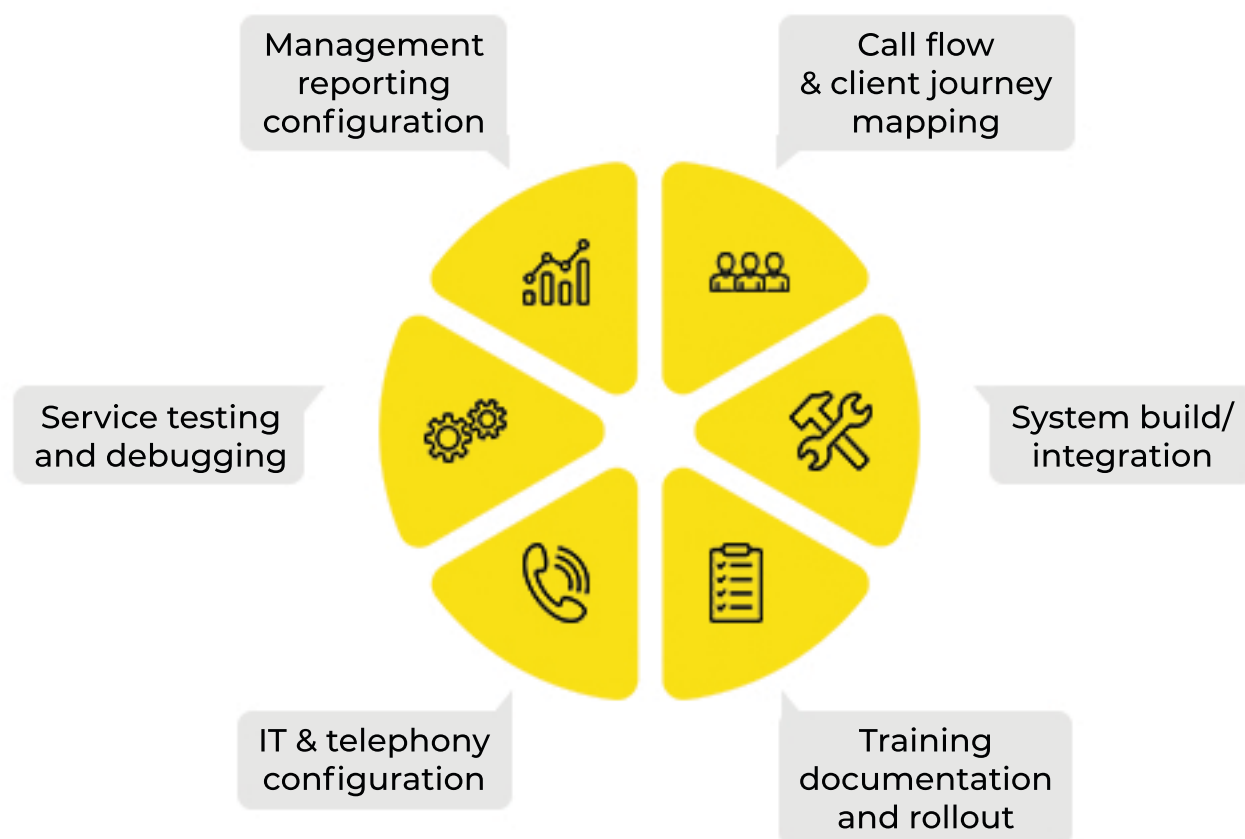 Management
reporting
configuration
Call flow
& client journey
mapping
Service testing
and debugging
System build/
integration
IT & telephony
configuration
Training
documentation
and rollout